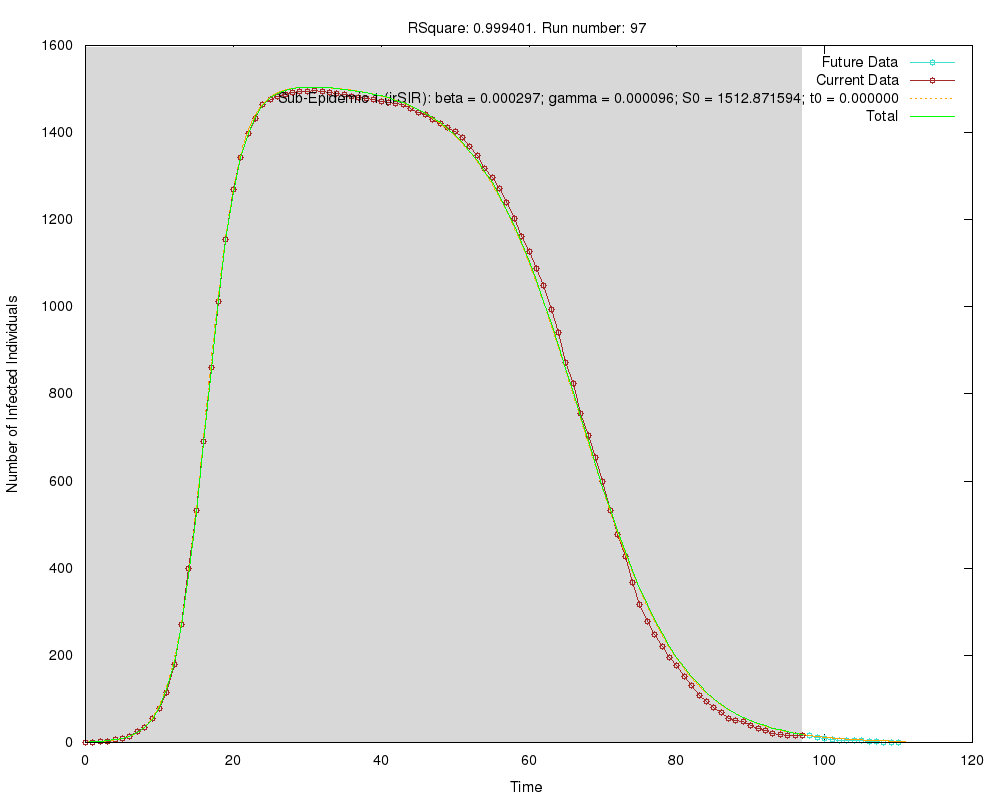 RSquare: 0.999401. Run number: 97
1600
1400
1200
1000
800
600
400
200
0
Number of Infected Individuals
Future Data
Current Data
Sub-Epidemic 1 (irSIR): beta = 0.000297; gamma = 0.000096; S0 = 1512.871594; t0 = 0.000000
Total
0 20 40 60 80 100 120
Time